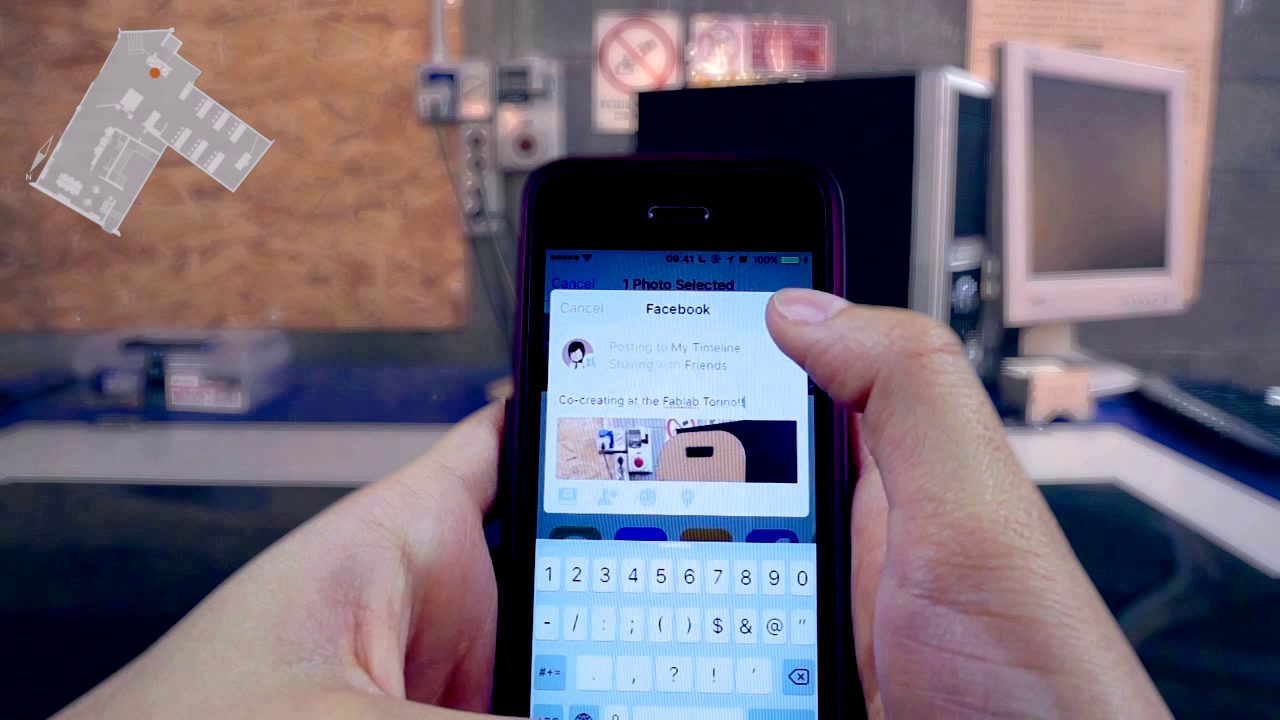 N
09:41 100%
Cancel 1 Photo Selected
Cancel Facebook
Posting to My Timeline
Sharing with Friends
Co-creating at the Fablab Torino!
1 2 3 4 5 6 7 8 9 0
- / : ; ( ) $ & @ "
#+= . , ? ! '